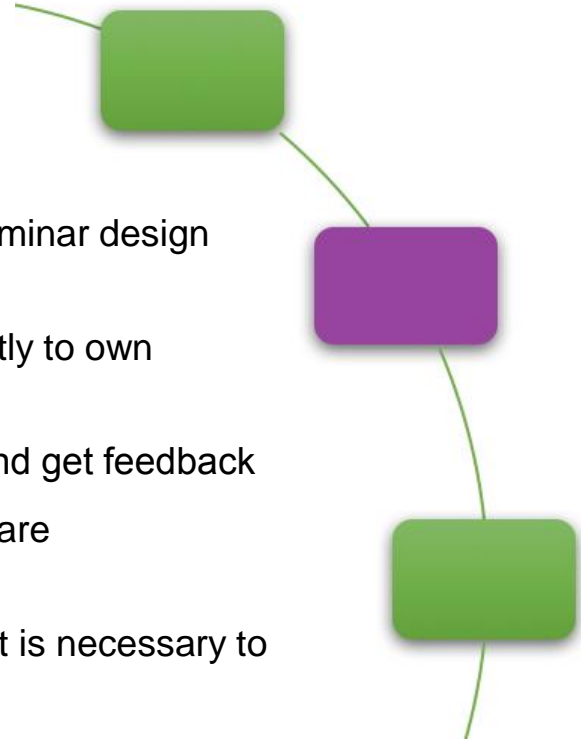 minar design
tly to own
nd get feedback
are
t is necessary to